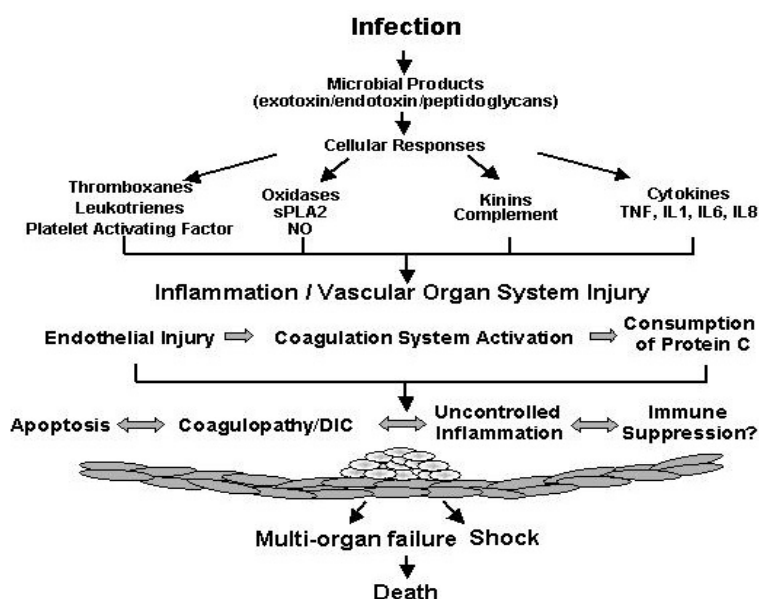 Infection
Microbial Products
(exotoxin/endotoxin/peptidoglycans)
Cellular Responses
Thromboxanes
Leukotrienes
Platelet Activating Factor
Oxidases
sPLA2
NO
Kinins
Complement
Cytokines
TNF, IL1, IL6, IL8
Inflammation / Vascular Organ System Injury
Endothelial Injury
Coagulation System Activation
Consumption
of Protein C
Apoptosis
Coagulopathy/DIC
Uncontrolled
Inflammation
Immune
Suppression?
Multi-organ failure
Shock
Death